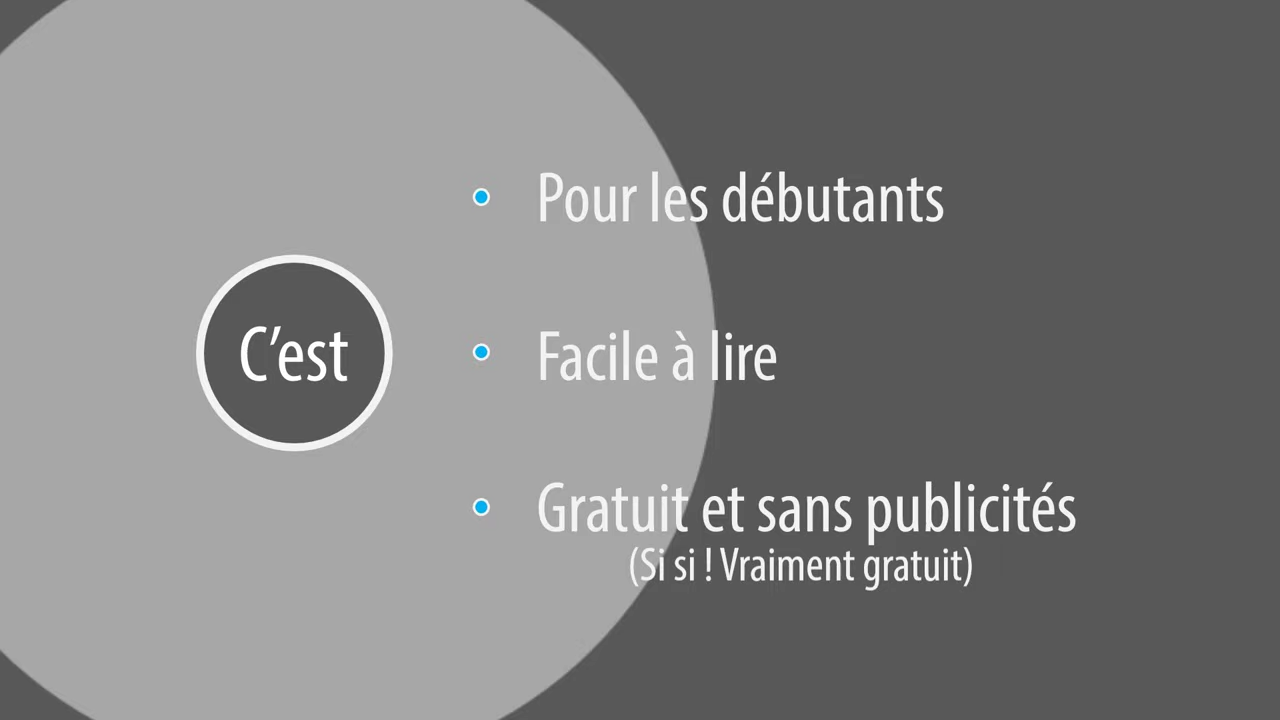 C’est
Pour les débutants
Facile à lire
Gratuit et sans publicités
(Si si ! Vraiment gratuit)